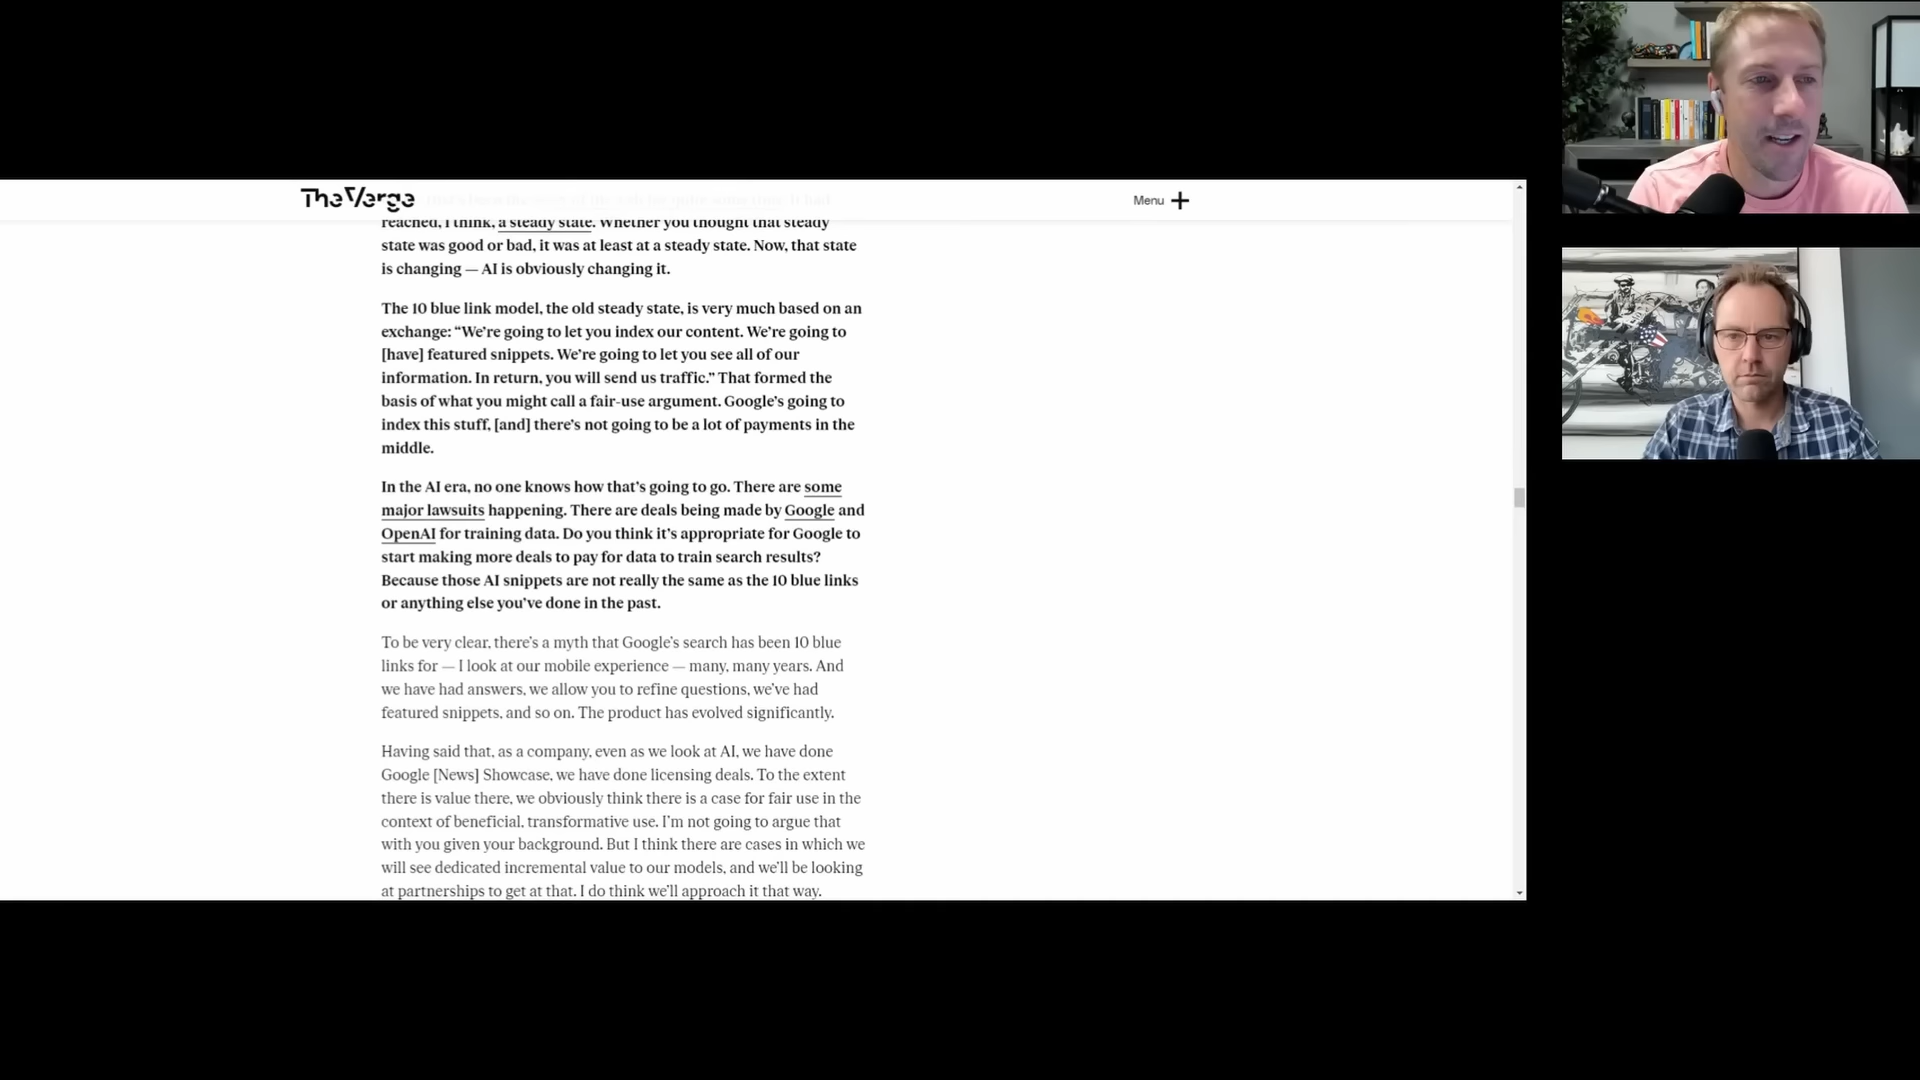 TheVerge
Menu
reached, I think, a steady state. Whether you thought that steady
state was good or bad, it was at least at a steady state. Now, that state
is changing — AI is obviously changing it.
The 10 blue link model, the old steady state, is very much based on an
exchange: “We’re going to let you index our content. We’re going to
[have] featured snippets. We’re going to let you see all of our
information. In return, you will send us traffic.” That formed the
basis of what you might call a fair-use argument. Google’s going to
index this stuff, [and] there’s not going to be a lot of payments in the
middle.
In the AI era, no one knows how that’s going to go. There are some
major lawsuits happening. There are deals being made by Google and
OpenAI for training data. Do you think it’s appropriate for Google to
start making more deals to pay for data to train search results?
Because those AI snippets are not really the same as the 10 blue links
or anything else you’ve done in the past.
To be very clear, there’s a myth that Google’s search has been 10 blue
links for — I look at our mobile experience — many, many years. And
we have had answers, we allow you to refine questions, we’ve had
featured snippets, and so on. The product has evolved significantly.
Having said that, as a company, even as we look at AI, we have done
Google [News] Showcase, we have done licensing deals. To the extent
there is value there, we obviously think there is a case for fair use in the
context of beneficial, transformative use. I’m not going to argue that
with you given your background. But I think there are cases in which we
will see dedicated incremental value to our models, and we’ll be looking
at partnerships to get at that. I do think we’ll approach it that way.